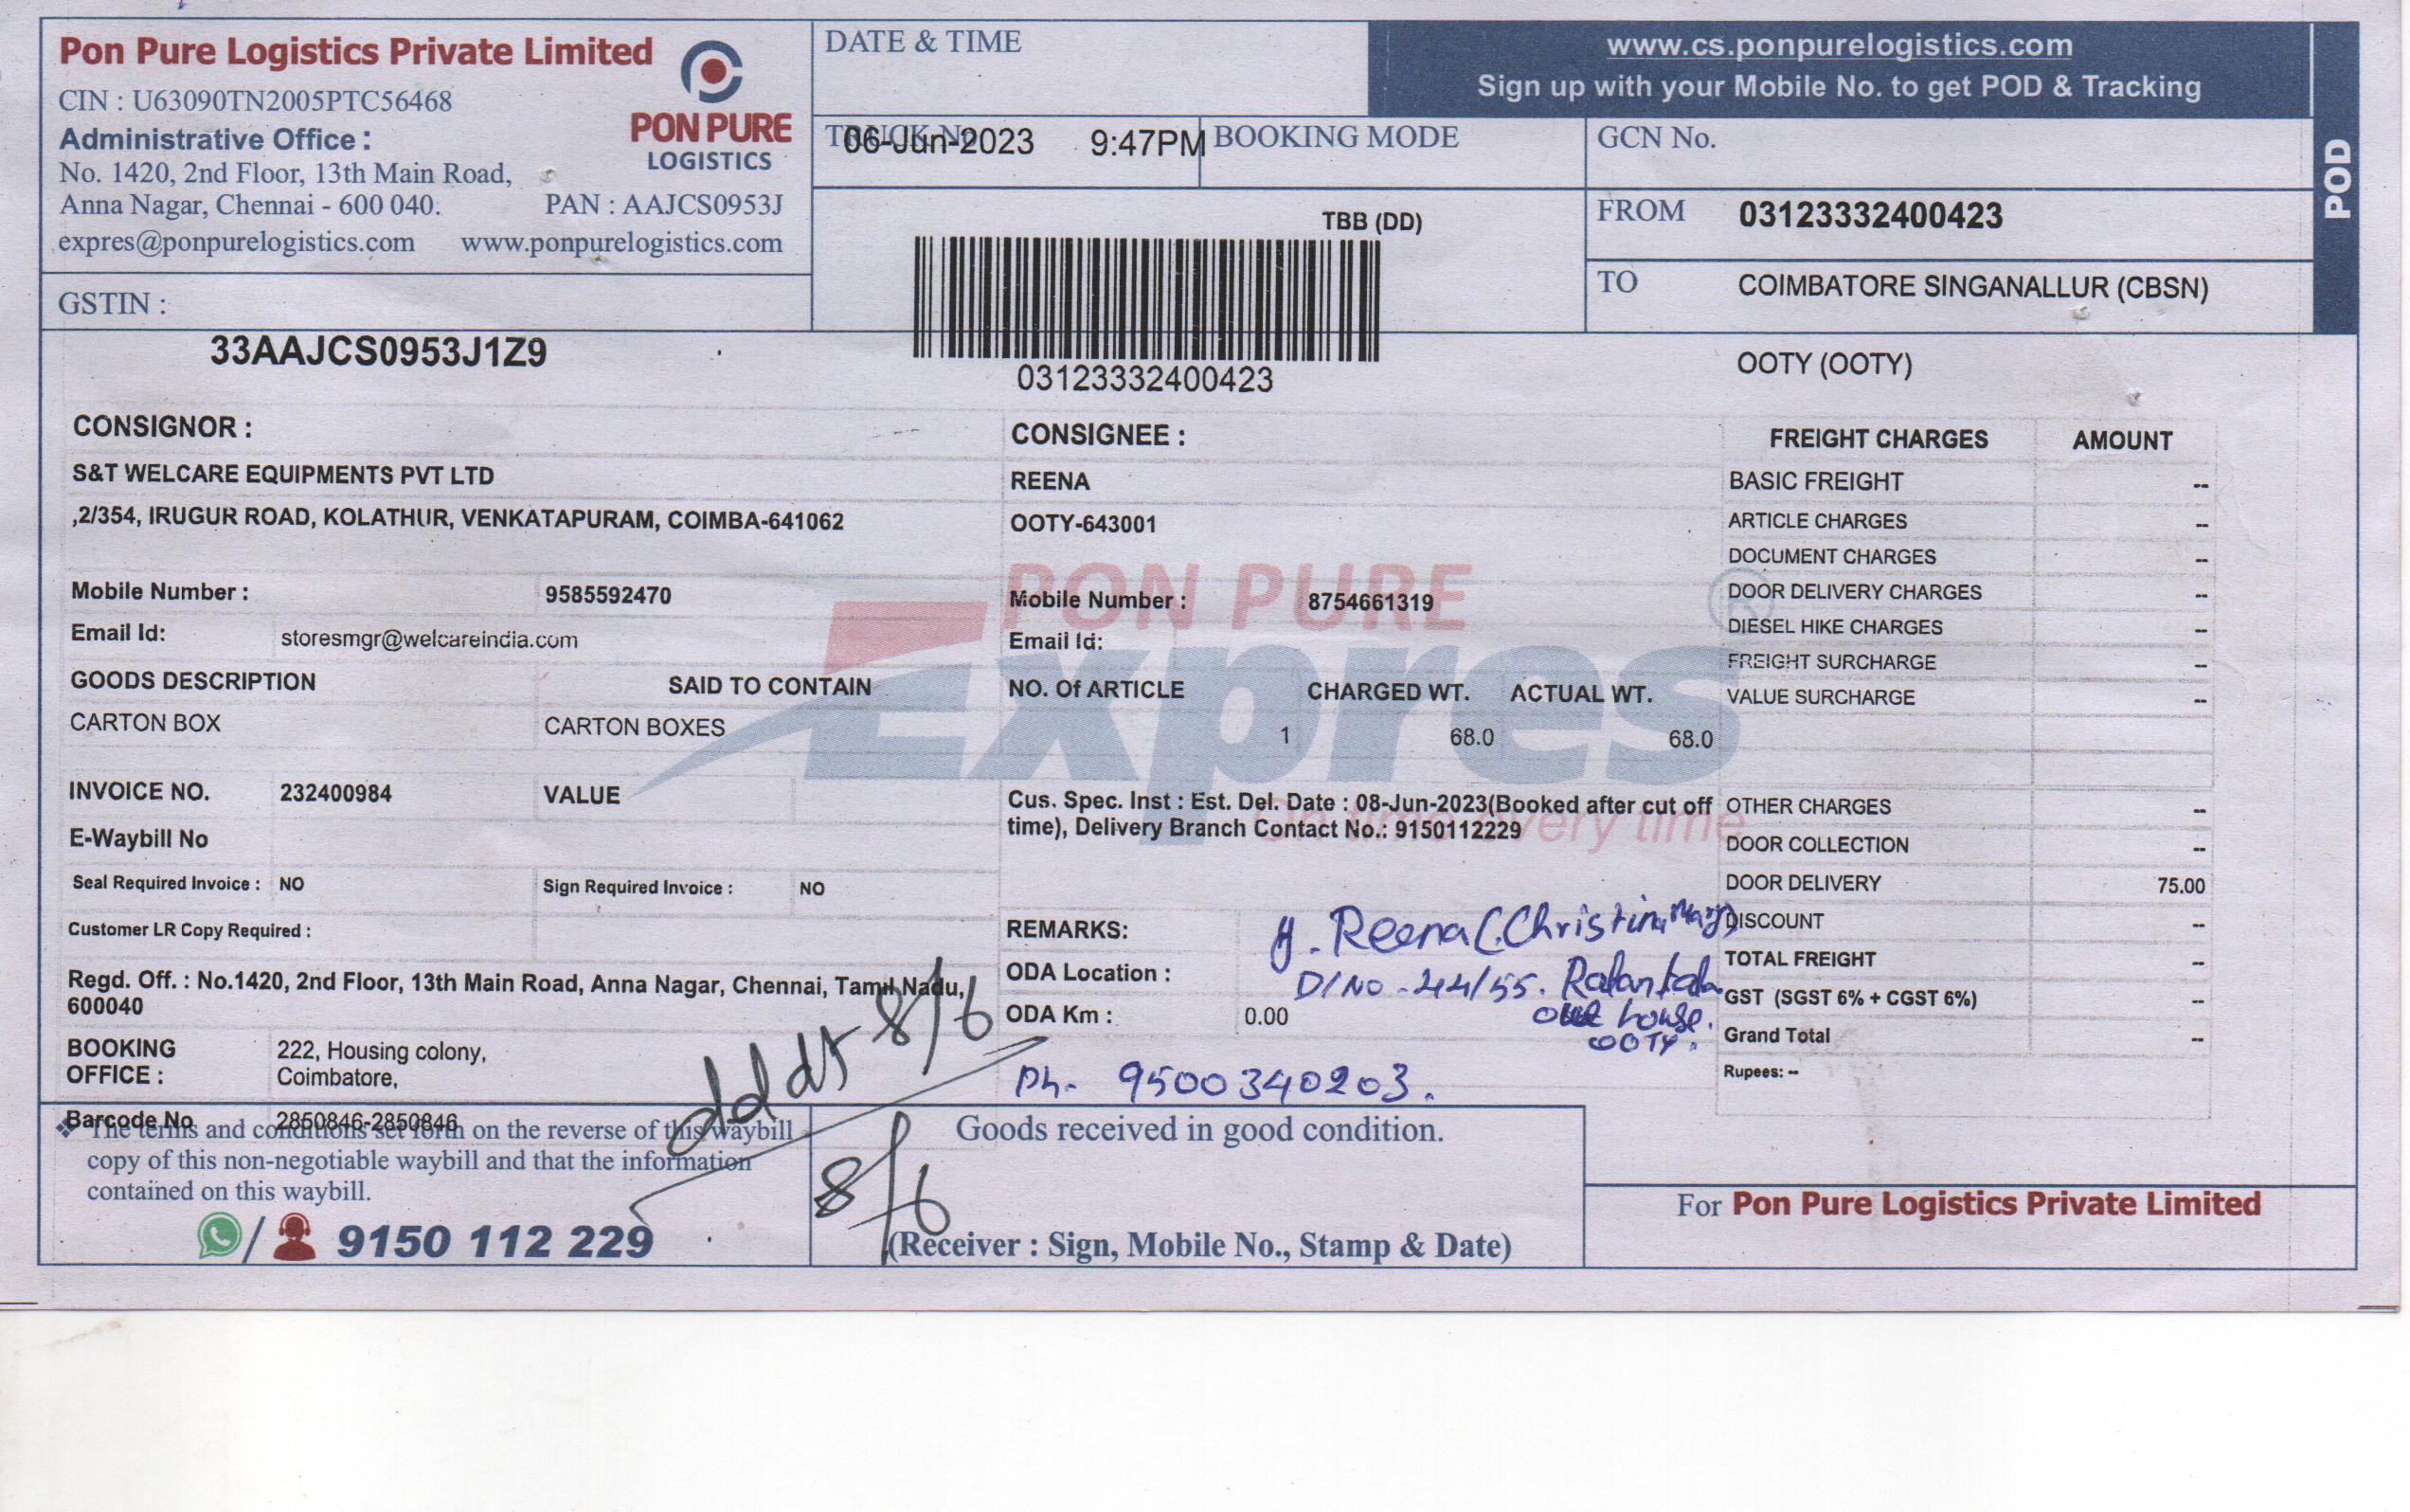 Pon Pure Logistics Private Limited
CIN : U63090TN2005PTC56468
Administrative Office :
No. 1420, 2nd Floor, 13th Main Road,
Anna Nagar, Chennai - 600 040.
PAN : AAJCS0953J
expres@ponpurelogistics.com www.ponpurelogistics.com
PON PURE
LOGISTICS
GSTIN :
33AAJCS0953J1Z9
DATE & TIME
www.cs.ponpurelogistics.com
Sign up with your Mobile No. to get POD & Tracking
POD
TRUCK No.
06-Jun-2023 9:47PM
BOOKING MODE
GCN No.
TBB (DD)
FROM 03123332400423
TO COIMBATORE SINGANALLUR (CBSN)
03123332400423
OOTY (OOTY)
CONSIGNOR :
S&T WELCARE EQUIPMENTS PVT LTD
,2/354, IRUGUR ROAD, KOLATHUR, VENKATAPURAM, COIMBA-641062
Mobile Number : 9585592470
Email Id: storesmgr@welcareindia.com
GOODS DESCRIPTION SAID TO CONTAIN
CARTON BOX CARTON BOXES
INVOICE NO. 232400984 VALUE
E-Waybill No
Seal Required Invoice : NO Sign Required Invoice : NO
Customer LR Copy Required :
Regd. Off. : No.1420, 2nd Floor, 13th Main Road, Anna Nagar, Chennai, Tamil Nadu,
600040
BOOKING OFFICE : 222, Housing colony,
Coimbatore,
Barcode No 2850846-2850846
CONSIGNEE :
REENA
OOTY-643001
Mobile Number : 8754661319
Email Id:
NO. Of ARTICLE CHARGED WT. ACTUAL WT.
1 68.0 68.0
Cus. Spec. Inst : Est. Del. Date : 08-Jun-2023(Booked after cut off
time), Delivery Branch Contact No.: 9150112229
PON PURE
Expres
On time every time
REMARKS:
ODA Location :
ODA Km : 0.00
Reena (Christina Mary)
D/No - 44/55.
house.
OOTY.
Ph- 9500340203.
FREIGHT CHARGES AMOUNT
BASIC FREIGHT --
ARTICLE CHARGES --
DOCUMENT CHARGES --
DOOR DELIVERY CHARGES --
DIESEL HIKE CHARGES --
FREIGHT SURCHARGE --
VALUE SURCHARGE --
OTHER CHARGES --
DOOR COLLECTION --
DOOR DELIVERY 75.00
DISCOUNT --
TOTAL FREIGHT --
GST (SGST 6% + CGST 6%) --
Grand Total --
Rupees: --
8/6
The terms and conditions set forth on the reverse of this waybill
copy of this non-negotiable waybill and that the information
contained on this waybill.
/ 9150 112 229
Goods received in good condition.
8/6
(Receiver : Sign, Mobile No., Stamp & Date)
For Pon Pure Logistics Private Limited